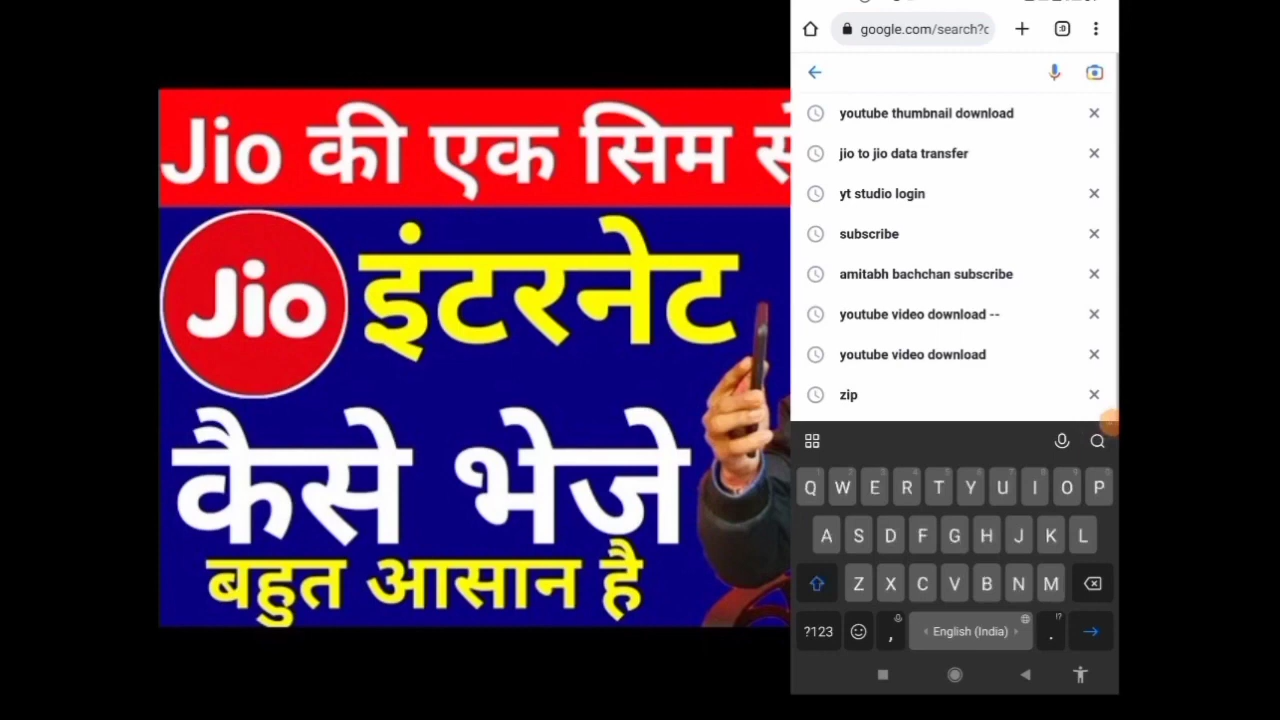 Jio की एक सिम से
Jio
इंटरनेट
कैसे भेजे
बहुत आसान है
google.com/search?c
youtube thumbnail download
jio to jio data transfer
yt studio login
subscribe
amitabh bachchan subscribe
youtube video download --
youtube video download
zip
Q W E R T Y U I O P
A S D F G H J K L
Z X C V B N M
?123 , English (India) .